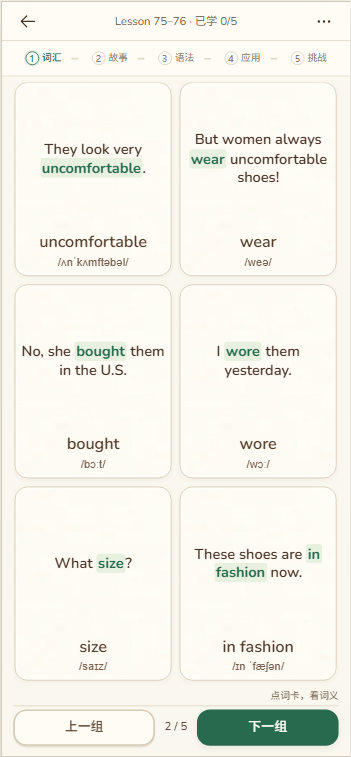 Lesson 75–76 · 已学 0/5
1 词汇 – 2 故事 – 3 语法 – 4 应用 – 5 挑战
They look very
uncomfortable.
uncomfortable
/ʌnˈkʌmftəbəl/
But women always
wear uncomfortable
shoes!
wear
/weə/
No, she bought them
in the U.S.
bought
/bɔːt/
I wore them
yesterday.
wore
/wɔː/
What size?
size
/saɪz/
These shoes are in
fashion now.
in fashion
/ɪn ˈfæʃən/
点词卡，看词义
上一组
2 / 5
下一组